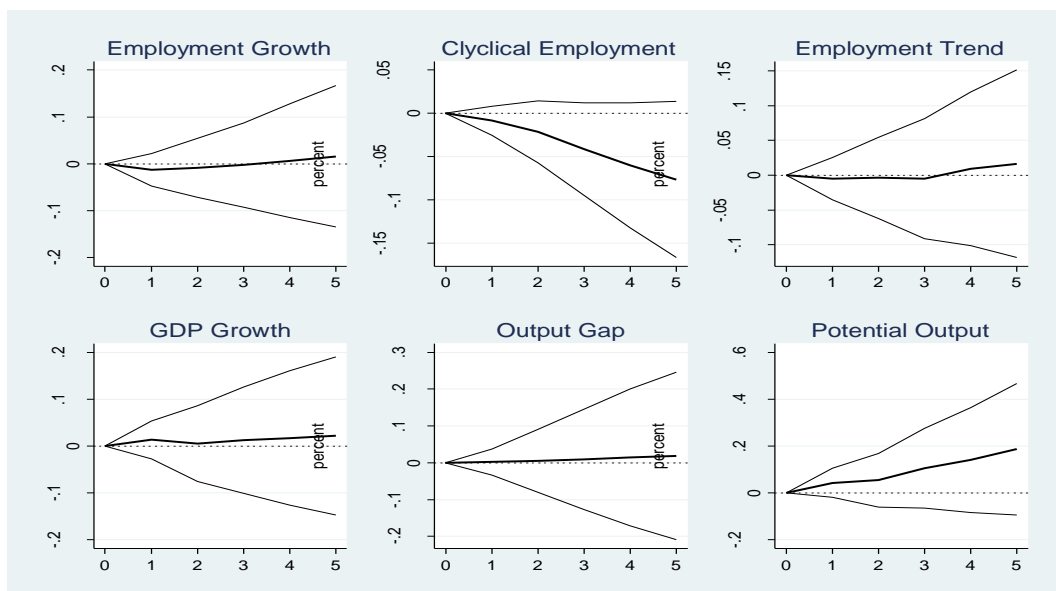 Employment Growth
.2
.1
0
-.1
-.2
0 1 2 3 4 5
percent
Clyclical Employment
.05
0
-.05
-.1
-.15
0 1 2 3 4 5
percent
Employment Trend
.15
.1
.05
0
-.05
-.1
0 1 2 3 4 5
GDP Growth
.2
.1
0
-.1
-.2
0 1 2 3 4 5
percent
Output Gap
.3
.2
.1
0
-.1
-.2
0 1 2 3 4 5
percent
Potential Output
.6
.4
.2
0
-.2
0 1 2 3 4 5